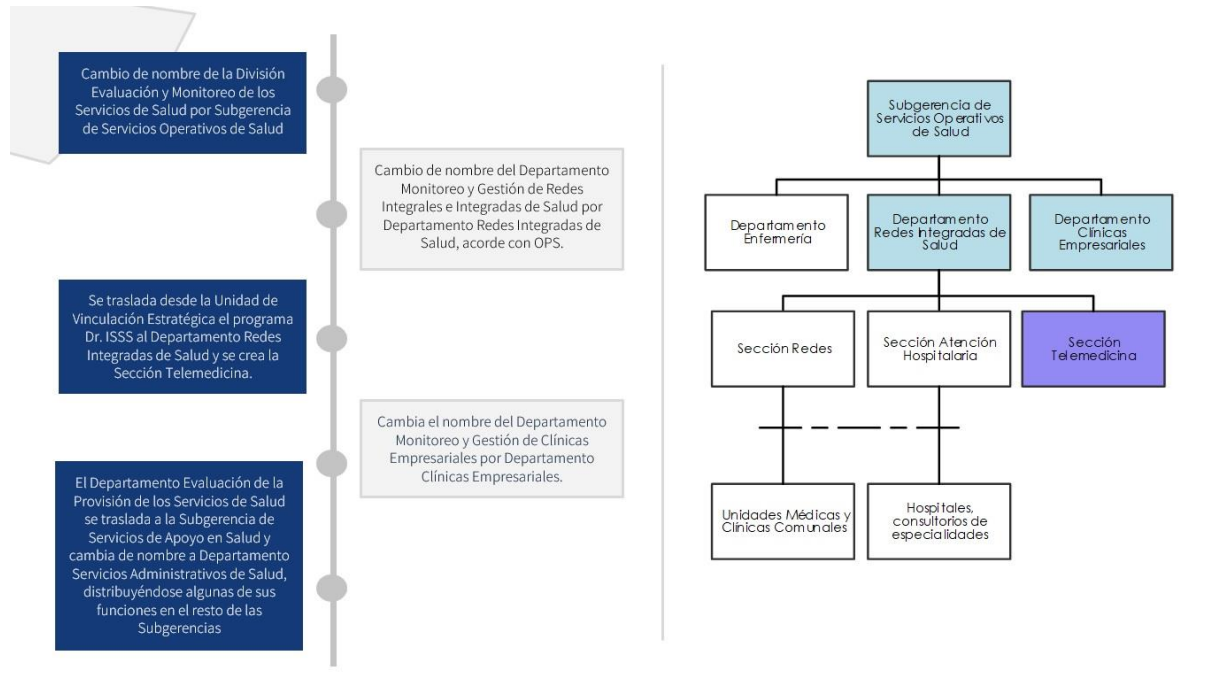 Cambio de nombre de la División
Evaluación y Monitoreo de los
Servicios de Salud por Subgerencia
de Servicios Operativos de Salud
Cambio de nombre del Departamento
Monitoreo y Gestión de Redes
Integrales e Integradas de Salud por
Departamento Redes Integradas de
Salud, acorde con OPS.
Se traslada desde la Unidad de
Vinculación Estratégica el programa
Dr. ISSS al Departamento Redes
Integradas de Salud y se crea la
Sección Telemedicina.
Cambia el nombre del Departamento
Monitoreo y Gestión de Clínicas
Empresariales por Departamento
Clínicas Empresariales.
El Departamento Evaluación de la
Provisión de los Servicios de Salud
se traslada a la Subgerencia de
Servicios de Apoyo en Salud y
cambia de nombre a Departamento
Servicios Administrativos de Salud,
distribuyéndose algunas de sus
funciones en el resto de las
Subgerencias
Subgerencia de
Servicios Operativos
de Salud
Departamento
Enfermería
Departamento
Redes Integradas de
Salud
Departamento
Clínicas
Empresariales
Sección Redes
Sección Atención
Hospitalaria
Sección
Telemedicina
Unidades Médicas y
Clínicas Comunales
Hospitales,
consultorios de
especialidades